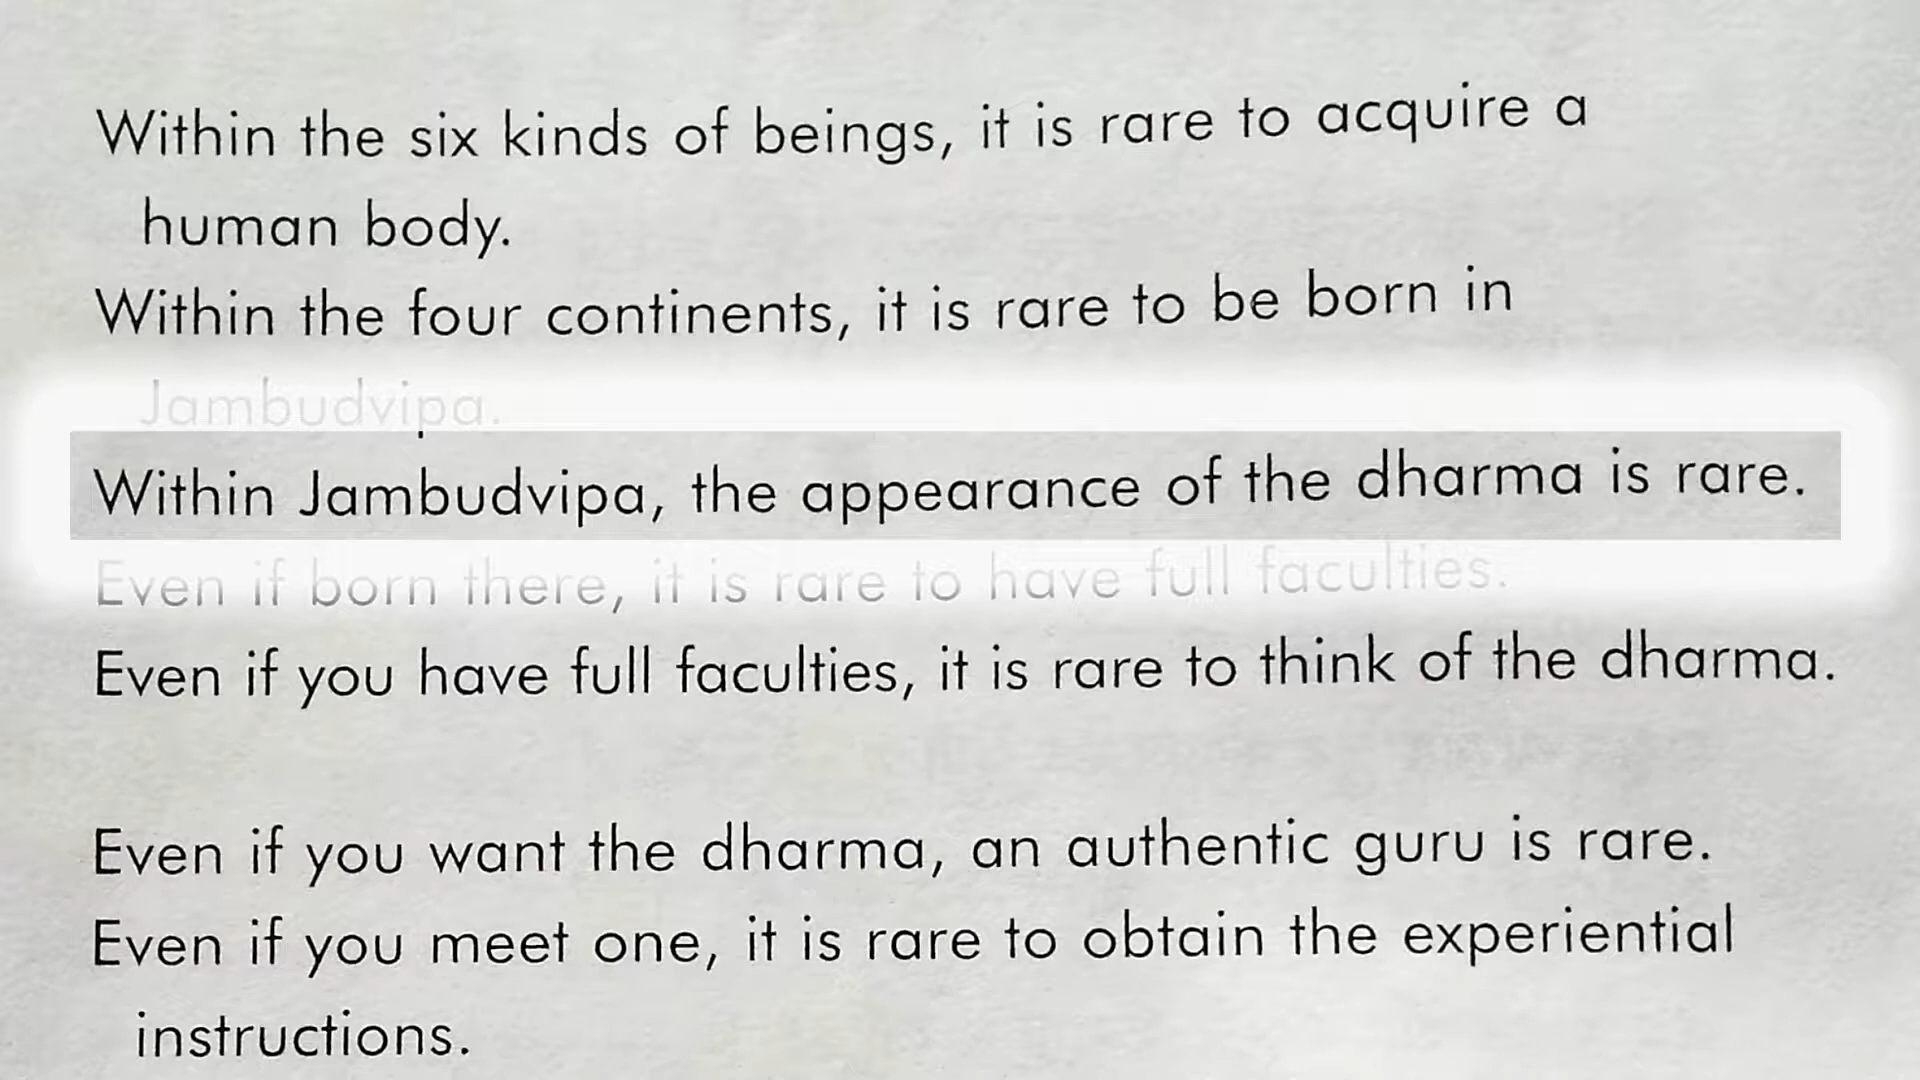 Within the six kinds of beings, it is rare to acquire a
human body.
Within the four continents, it is rare to be born in
Jambudvipa.
Within Jambudvipa, the appearance of the dharma is rare.
Even if born there, it is rare to have full faculties.
Even if you have full faculties, it is rare to think of the dharma.
Even if you want the dharma, an authentic guru is rare.
Even if you meet one, it is rare to obtain the experiential
instructions.